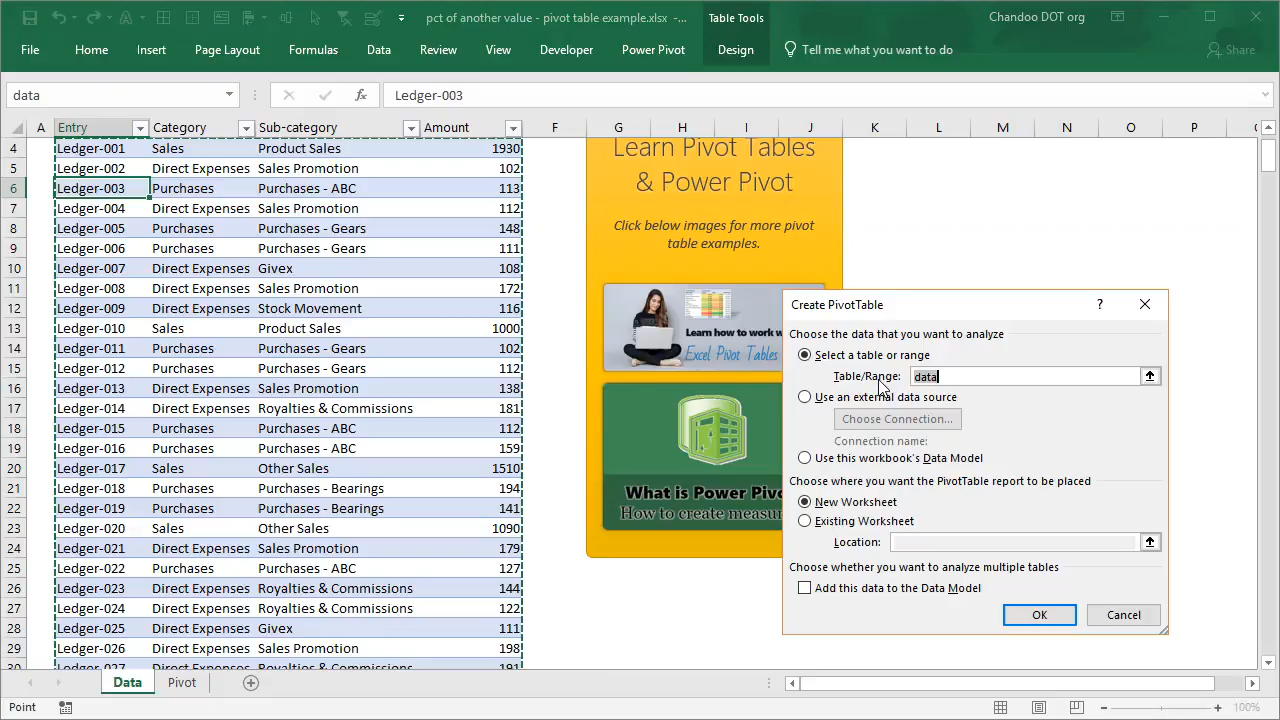 pct of another value - pivot table example.xlsx -...
Table Tools
Chandoo DOT org
File Home Insert Page Layout Formulas Data Review View Developer Power Pivot Design Tell me what you want to do Share
data fx Ledger-003
A Entry Category Sub-category Amount F G H I J K L M N O P
4 Ledger-001 Sales Product Sales 1930
5 Ledger-002 Direct Expenses Sales Promotion 102
6 Ledger-003 Purchases Purchases - ABC 113
7 Ledger-004 Direct Expenses Sales Promotion 112
8 Ledger-005 Purchases Purchases - Gears 148
9 Ledger-006 Purchases Purchases - Gears 111
10 Ledger-007 Direct Expenses Givex 108
11 Ledger-008 Direct Expenses Sales Promotion 172
12 Ledger-009 Direct Expenses Stock Movement 116
13 Ledger-010 Sales Product Sales 1000
14 Ledger-011 Purchases Purchases - Gears 102
15 Ledger-012 Purchases Purchases - Gears 112
16 Ledger-013 Direct Expenses Sales Promotion 138
17 Ledger-014 Direct Expenses Royalties & Commissions 181
18 Ledger-015 Purchases Purchases - ABC 112
19 Ledger-016 Purchases Purchases - ABC 159
20 Ledger-017 Sales Other Sales 1510
21 Ledger-018 Purchases Purchases - Bearings 194
22 Ledger-019 Purchases Purchases - Bearings 141
23 Ledger-020 Sales Other Sales 1090
24 Ledger-021 Direct Expenses Sales Promotion 179
25 Ledger-022 Purchases Purchases - ABC 127
26 Ledger-023 Direct Expenses Royalties & Commissions 144
27 Ledger-024 Direct Expenses Royalties & Commissions 122
28 Ledger-025 Direct Expenses Givex 111
29 Ledger-026 Direct Expenses Sales Promotion 198
30 Ledger-027 Direct Expenses Royalties & Commissions 191
Learn Pivot Tables
& Power Pivot
Click below images for more pivot
table examples.
Learn how to work w
Excel Pivot Tables
What is Power Pivo
How to create measu
Create PivotTable ?
Choose the data that you want to analyze
Select a table or range
Table/Range: data
Use an external data source
Choose Connection...
Connection name:
Use this workbook's Data Model
Choose where you want the PivotTable report to be placed
New Worksheet
Existing Worksheet
Location:
Choose whether you want to analyze multiple tables
Add this data to the Data Model
OK Cancel
Data Pivot
Point 100%